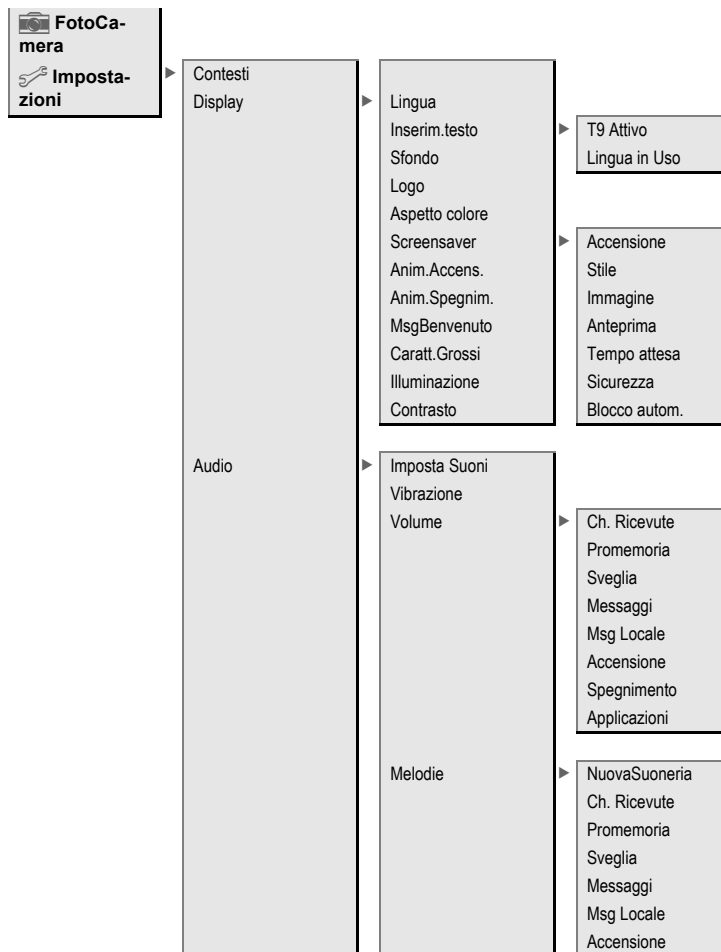 FotoCa-
mera
Imposta-
zioni
Contesti
Display
Lingua
Inserim.testo
T9 Attivo
Lingua in Uso
Sfondo
Logo
Aspetto colore
Screensaver
Accensione
Stile
Immagine
Anteprima
Tempo attesa
Sicurezza
Blocco autom.
Anim.Accens.
Anim.Spegnim.
MsgBenvenuto
Caratt.Grossi
Illuminazione
Contrasto
Audio
Imposta Suoni
Vibrazione
Volume
Ch. Ricevute
Promemoria
Sveglia
Messaggi
Msg Locale
Accensione
Spegnimento
Applicazioni
Melodie
NuovaSuoneria
Ch. Ricevute
Promemoria
Sveglia
Messaggi
Msg Locale
Accensione